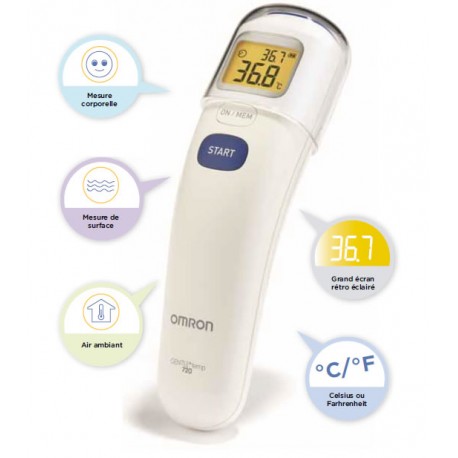 36.7
36.8
°C
ON / MEM
START
Mesure
corporelle
Mesure de
surface
Air ambiant
36.7
Grand écran
rétro éclairé
°C/°F
Celsius ou
Farhrenheit
OMRON
GENTLE temp
720